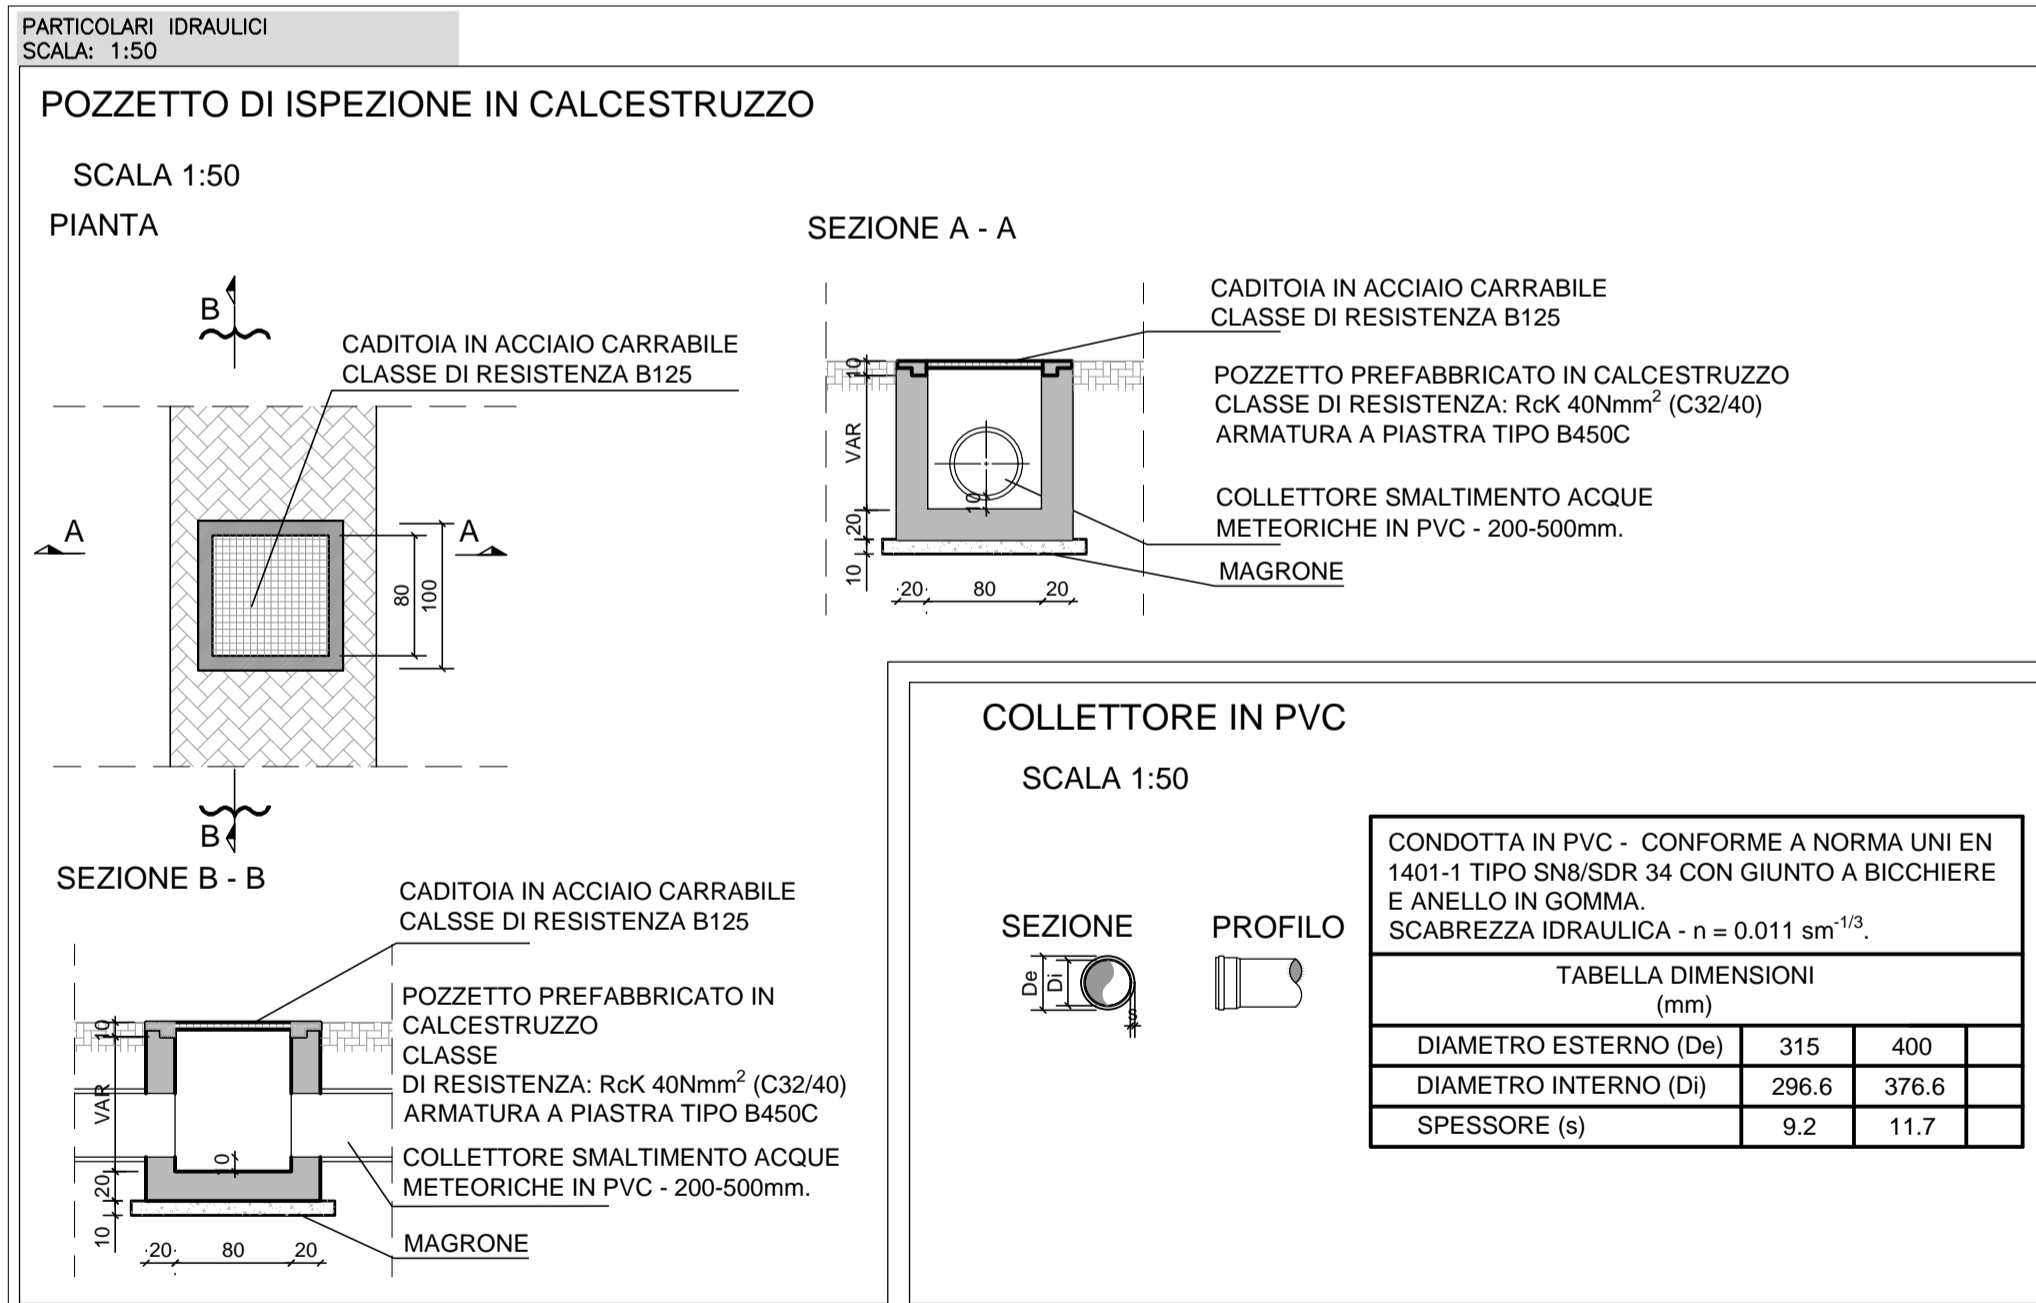 PARTICOLARI IDRAULICI
SCALA: 1:50
POZZETTO DI ISPEZIONE IN CALCESTRUZZO
SCALA 1:50
PIANTA
B
CADITOIA IN ACCIAIO CARRABILE
CLASSE DI RESISTENZA B125
A
A
80
100
B
SEZIONE A - A
CADITOIA IN ACCIAIO CARRABILE
CLASSE DI RESISTENZA B125
POZZETTO PREFABBRICATO IN CALCESTRUZZO
CLASSE DI RESISTENZA: RcK 40Nmm² (C32/40)
ARMATURA A PIASTRA TIPO B450C
COLLETTORE SMALTIMENTO ACQUE
METEORICHE IN PVC - 200-500mm.
MAGRONE
10
VAR
10
20
10
20 80 20
SEZIONE B - B
CADITOIA IN ACCIAIO CARRABILE
CALSSE DI RESISTENZA B125
POZZETTO PREFABBRICATO IN
CALCESTRUZZO
CLASSE
DI RESISTENZA: RcK 40Nmm² (C32/40)
ARMATURA A PIASTRA TIPO B450C
COLLETTORE SMALTIMENTO ACQUE
METEORICHE IN PVC - 200-500mm.
MAGRONE
10
VAR
10
20
10
20 80 20
COLLETTORE IN PVC
SCALA 1:50
SEZIONE
PROFILO
De
Di
s
CONDOTTA IN PVC - CONFORME A NORMA UNI EN
1401-1 TIPO SN8/SDR 34 CON GIUNTO A BICCHIERE
E ANELLO IN GOMMA.
SCABREZZA IDRAULICA - n = 0.011 sm⁻¹/³.
TABELLA DIMENSIONI
(mm)
DIAMETRO ESTERNO (De) 315 400
DIAMETRO INTERNO (Di) 296.6 376.6
SPESSORE (s) 9.2 11.7